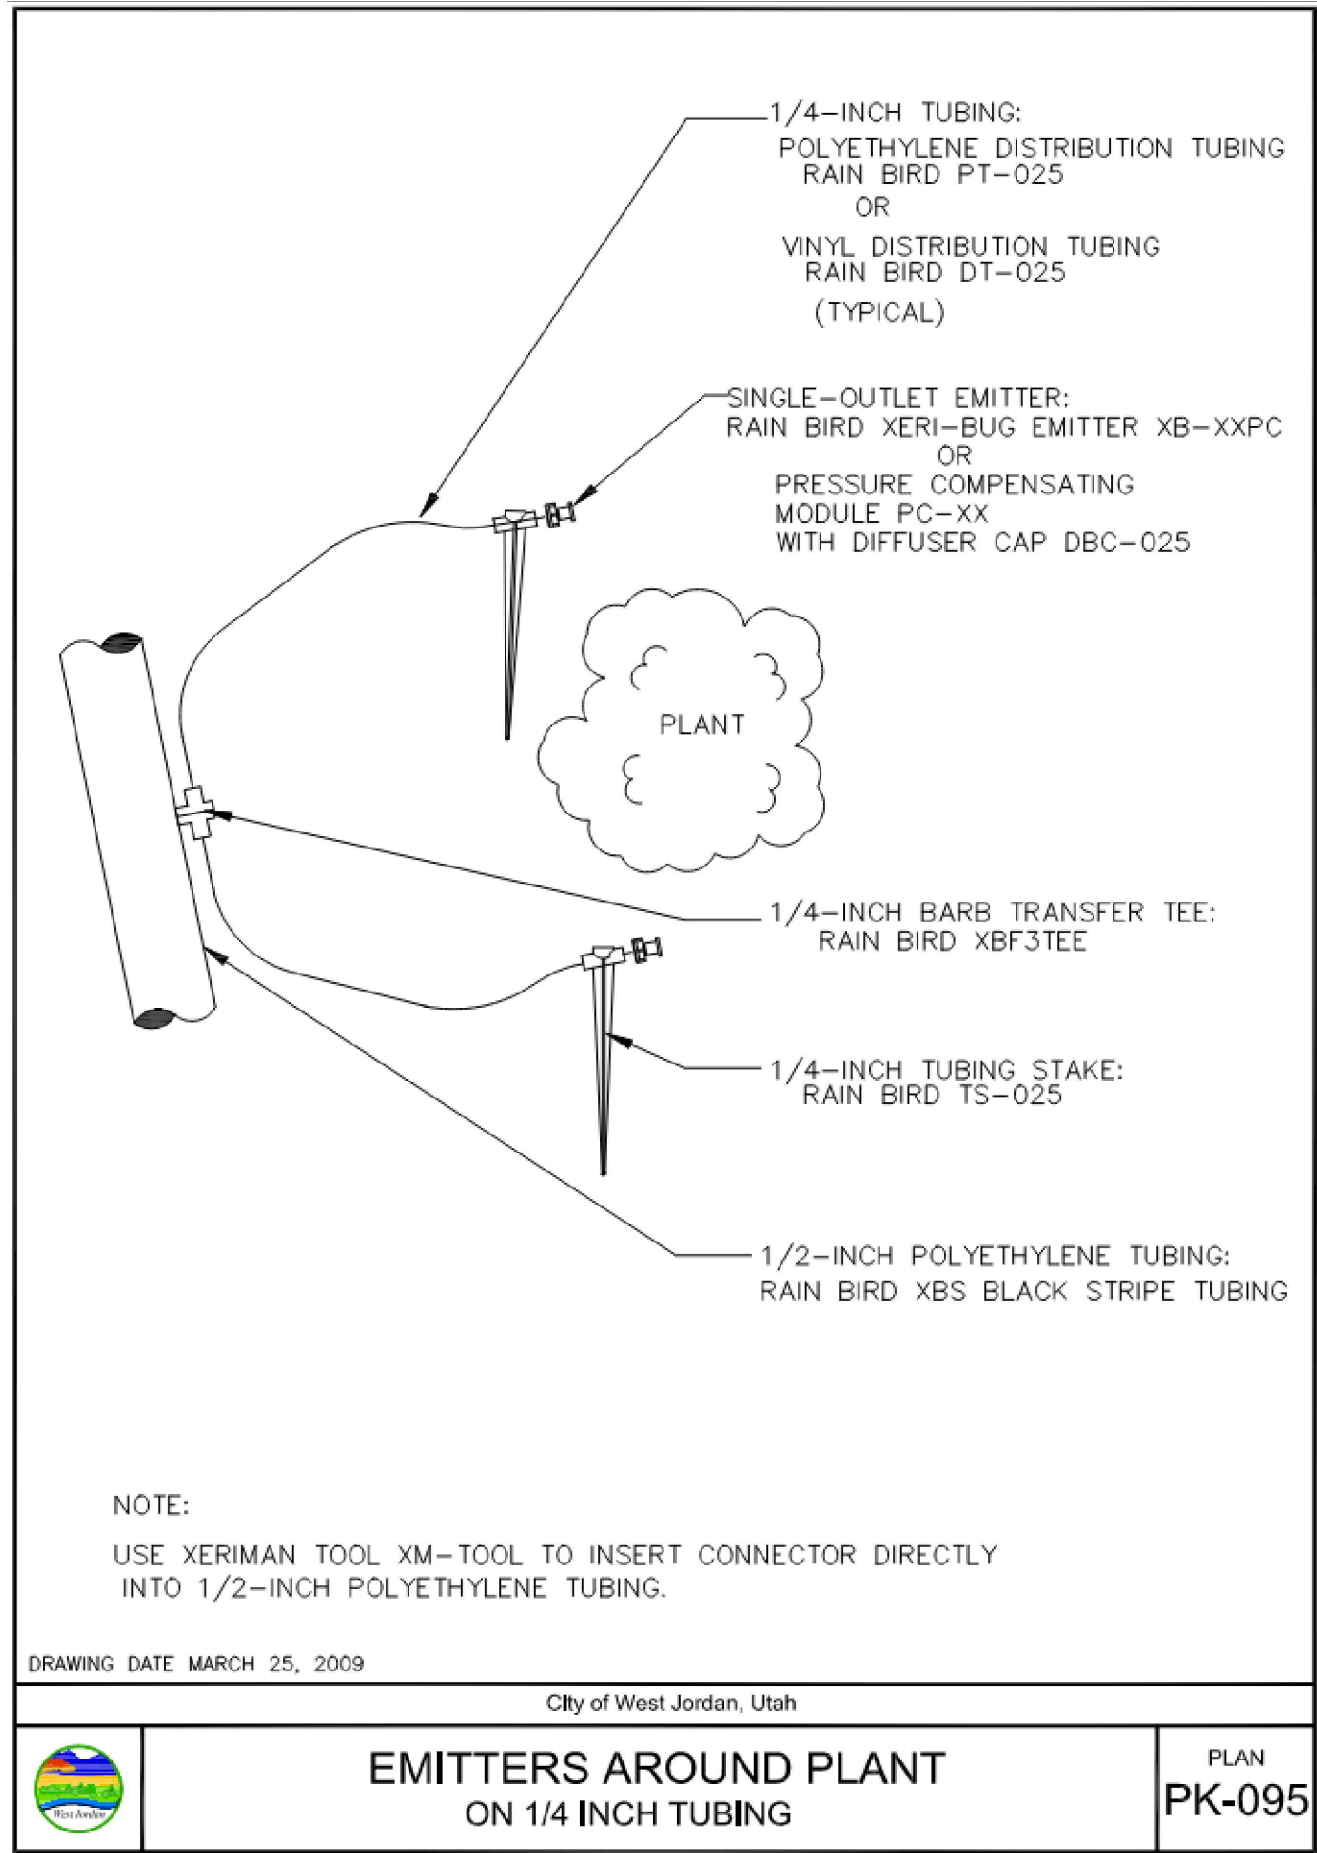 1/4-INCH TUBING:
POLYETHYLENE DISTRIBUTION TUBING
RAIN BIRD PT-025
OR
VINYL DISTRIBUTION TUBING
RAIN BIRD DT-025
(TYPICAL)
SINGLE-OUTLET EMITTER:
RAIN BIRD XERI-BUG EMITTER XB-XXPC
OR
PRESSURE COMPENSATING
MODULE PC-XX
WITH DIFFUSER CAP DBC-025
PLANT
1/4-INCH BARB TRANSFER TEE:
RAIN BIRD XBF3TEE
1/4-INCH TUBING STAKE:
RAIN BIRD TS-025
1/2-INCH POLYETHYLENE TUBING:
RAIN BIRD XBS BLACK STRIPE TUBING
NOTE:
USE XERIMAN TOOL XM-TOOL TO INSERT CONNECTOR DIRECTLY
INTO 1/2-INCH POLYETHYLENE TUBING.
DRAWING DATE MARCH 25, 2009
City of West Jordan, Utah
West Jordan
EMITTERS AROUND PLANT
ON 1/4 INCH TUBING
PLAN
PK-095